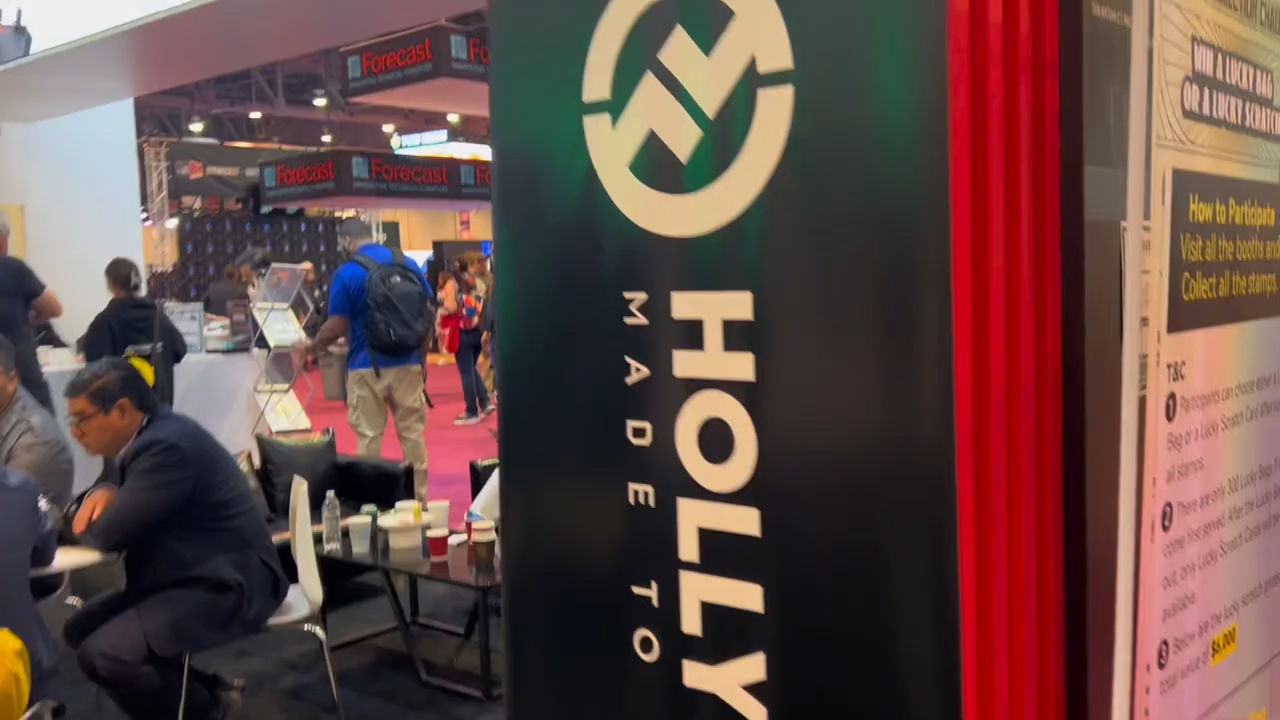 Forecast
Forecast
Forecast
HOLLY
MADE TO
WIN A LUCKY BAG
OR A LUCKY SCRATCH
How to Participate
Visit all the booths and
Collect all the stamps.
T&C
1 Participants can choose either a
Bag or a Lucky Scratch Card after
all stamps.
2 There are only 300 Lucky Bags
come first served. After the Lucky
out, only Lucky Scratch Cards will
available.
3 Below are the lucky scratch
total value of $6,000